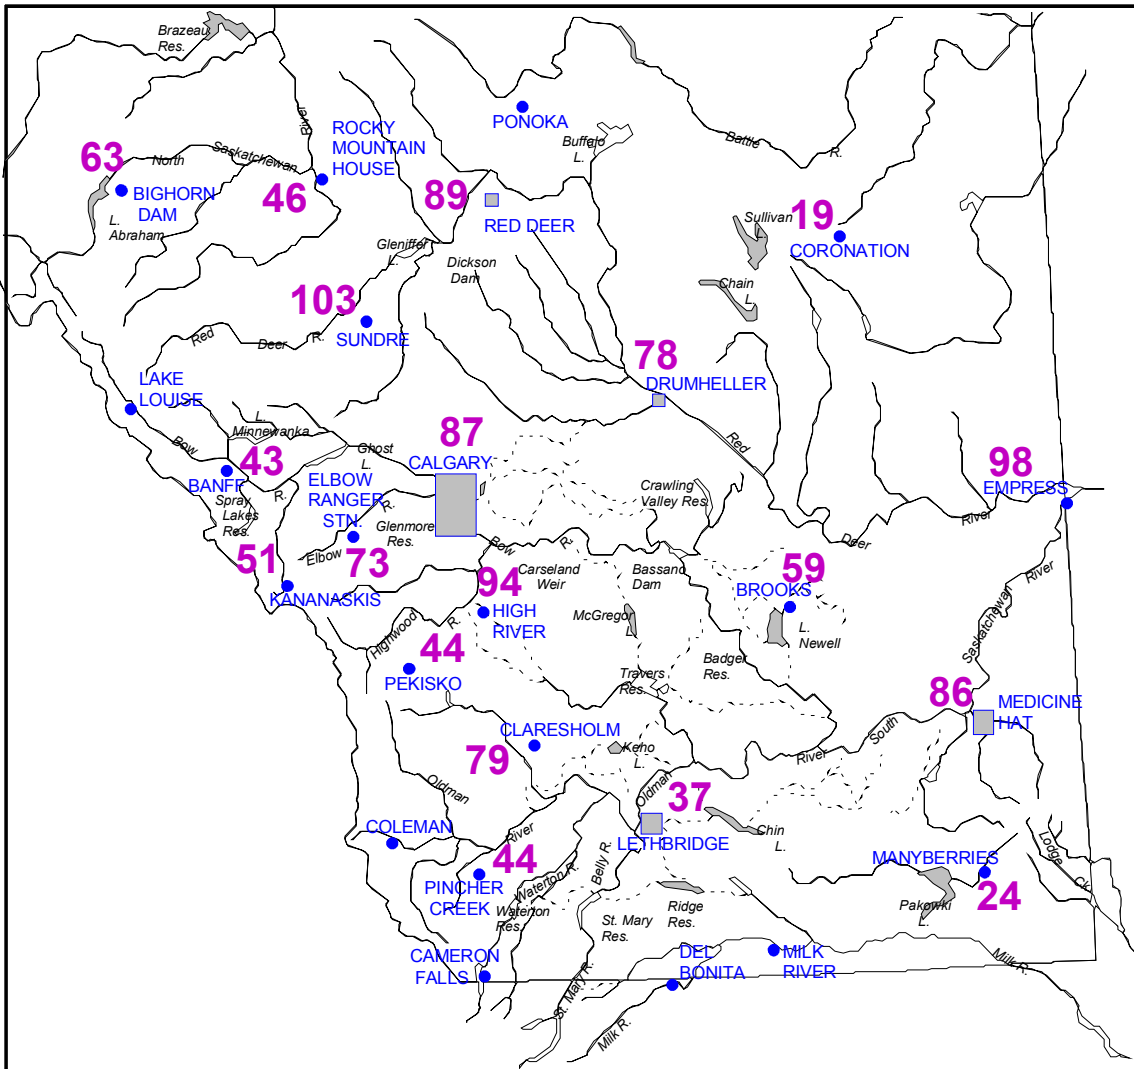 Brazeau
Res.
River
ROCKY
MOUNTAIN
HOUSE
PONOKA
Buffalo
L.
Battle
R.
63
North
Saskatchewan
BIGHORN
DAM
L.
Abraham
46
89
RED DEER
Sullivan
L.
19
CORONATION
Gleniffer
L.
Dickson
Dam
Chain
L.
103
SUNDRE
Red
Deer
R.
78
DRUMHELLER
LAKE
LOUISE
L.
Minnewanka
Bow
Ghost
L.
87
CALGARY
Red
43
BANFF
ELBOW
RANGER
STN.
R.
R.
Spray
Lakes
Res.
Glenmore
Res.
Crawling
Valley Res.
98
EMPRESS
River
Deer
51
KANANASKIS
Elbow
73
Bow
R.
Carseland
Weir
Bassano
Dam
94
HIGH
RIVER
59
BROOKS
L.
Newell
River
Saskatchewan
McGregor
L.
Highwood
R.
44
PEKISKO
Travers
Res.
Badger
Res.
86
MEDICINE
HAT
CLARESHOLM
79
Keho
L.
River
South
Oldman
Oldman
37
LETHBRIDGE
Chin
L.
COLEMAN
River
44
PINCHER
CREEK
Waterton R.
Waterton
Res.
Belly R.
MANYBERRIES
24
Lodge
Ck.
Pakowki
L.
St. Mary
Res.
Ridge
Res.
CAMERON
FALLS
DEL
BONITA
MILK
RIVER
Milk R.
St. Mary R.
Milk R.